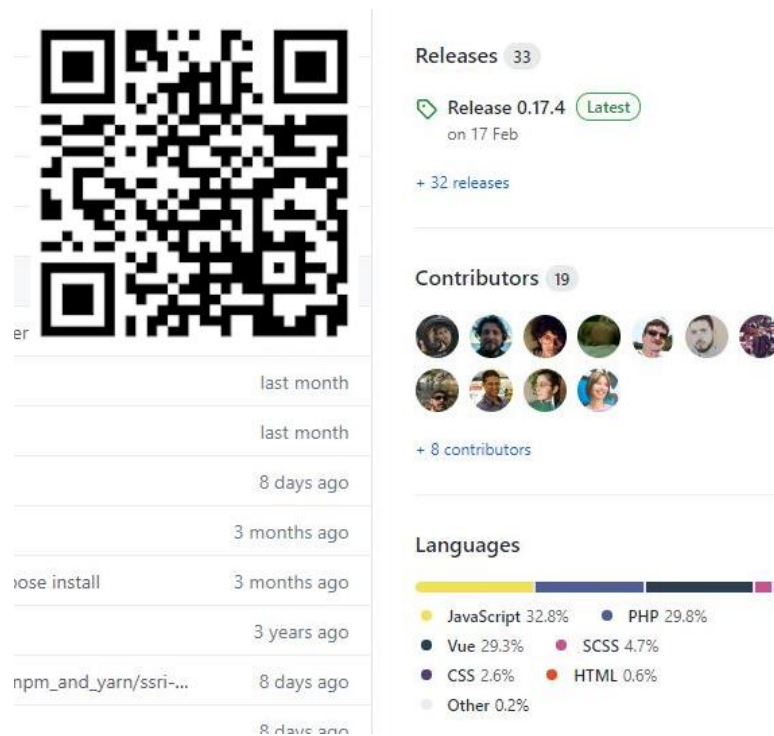 er
last month
last month
8 days ago
3 months ago
pose install
3 months ago
3 years ago
npm_and_yarn/ssri-...
8 days ago
8 days ago
Releases 33
Release 0.17.4 Latest
on 17 Feb
+ 32 releases
Contributors 19
+ 8 contributors
Languages
JavaScript 32.8% PHP 29.8%
Vue 29.3% SCSS 4.7%
CSS 2.6% HTML 0.6%
Other 0.2%